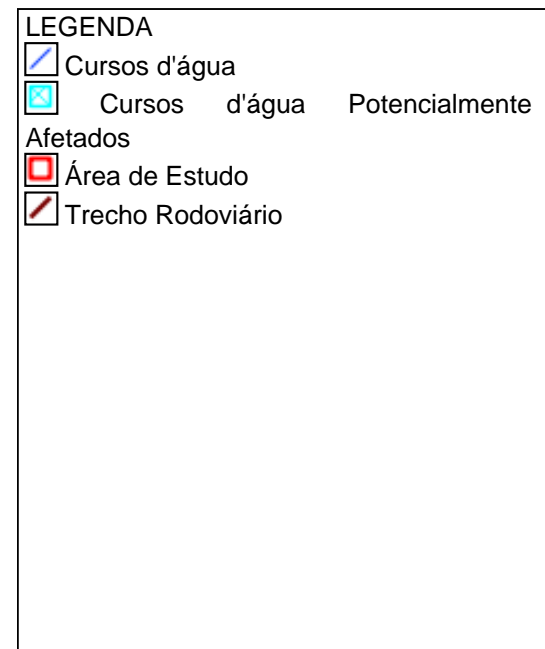 LEGENDA
Cursos d'água
Cursos d'água Potencialmente
Afetados
Área de Estudo
Trecho Rodoviário